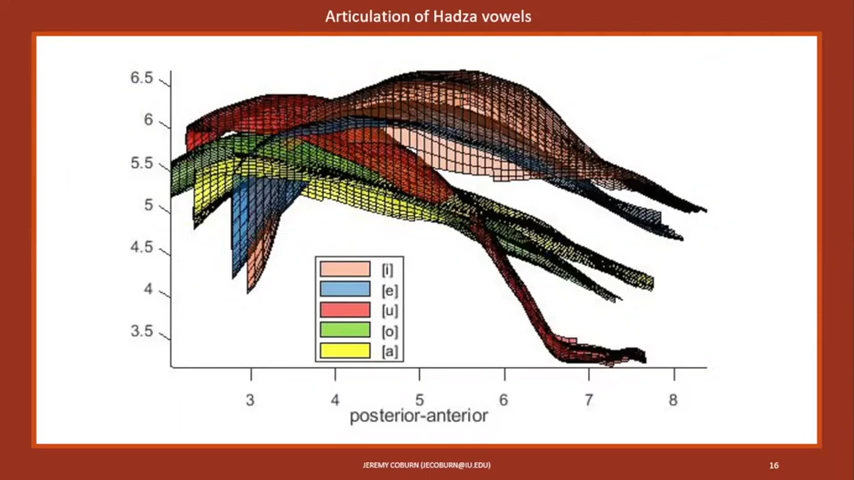 Articulation of Hadza vowels
6.5
6
5.5
5
4.5
4
3.5
[i]
[e]
[u]
[o]
[a]
3 4 5 6 7 8
posterior-anterior
JEREMY COBURN (JECOBURN@IU.EDU)
16